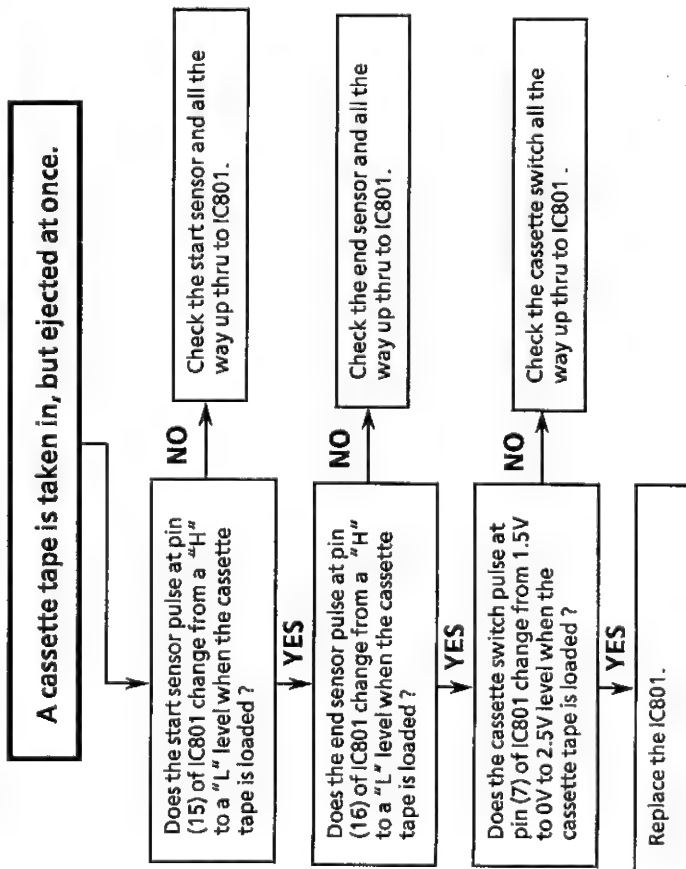 A cassette tape is taken in, but ejected at once.
Does the start sensor pulse at pin
(15) of IC801 change from a "H"
to a "L" level when the cassette
tape is loaded ?
NO
Check the start sensor and all the
way up thru to IC801.
YES
Does the end sensor pulse at pin
(16) of IC801 change from a "H"
to a "L" level when the cassette
tape is loaded ?
NO
Check the end sensor and all the
way up thru to IC801.
YES
Does the cassette switch pulse at
pin (7) of IC801 change from 1.5V
to 0V to 2.5V level when the
cassette tape is loaded ?
NO
Check the cassette switch all the
way up thru to IC801 .
YES
Replace the IC801.